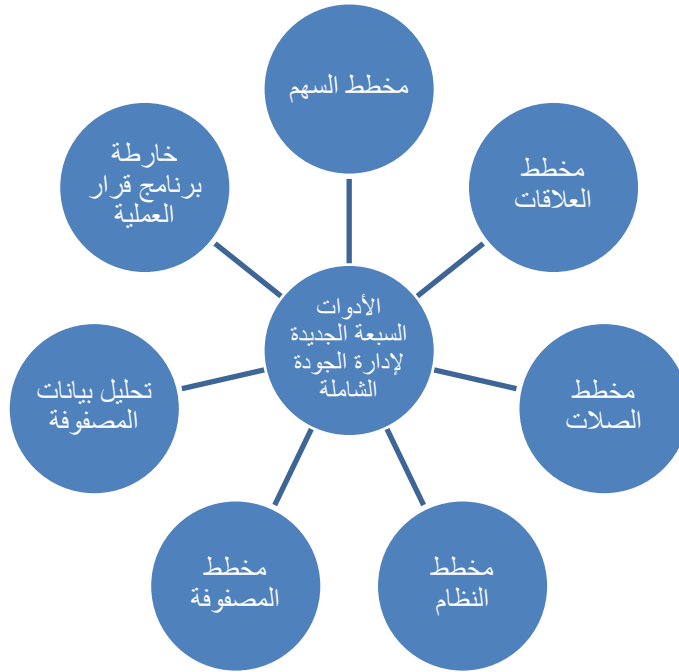 مخطط السهم
مخطط
العلاقات
مخطط
الصلات
مخطط
النظام
مخطط
المصفوفة
تحليل بيانات
المصفوفة
خارطة
برنامج قرار
العملية
الأدوات
السبعة الجديدة
لإدارة الجودة
الشاملة